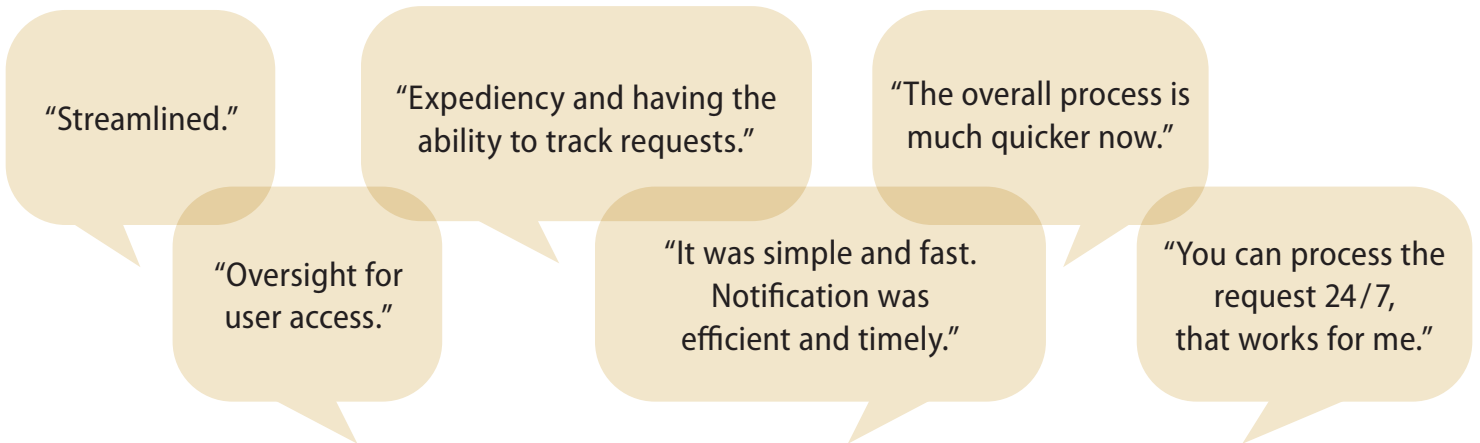 “Streamlined.”
“Expediency and having the
ability to track requests.”
“The overall process is
much quicker now.”
“Oversight for
user access.”
“It was simple and fast.
Notification was
efficient and timely.”
“You can process the
request 24/7,
that works for me.”